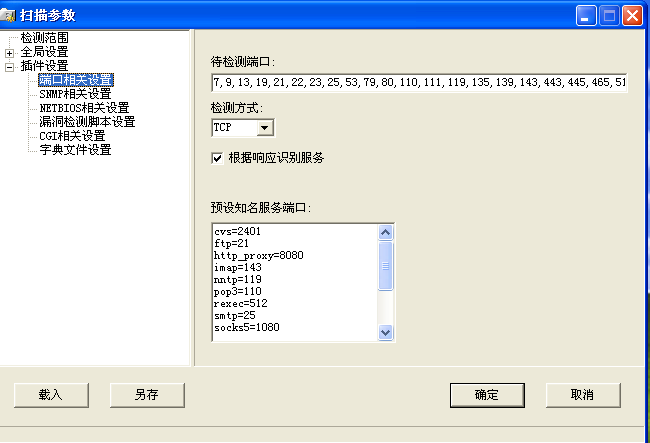 扫描参数
检测范围
全局设置
插件设置
端口相关设置
SNMP相关设置
NETBIOS相关设置
漏洞检测脚本设置
CGI相关设置
字典文件设置
待检测端口:
7,9,13,19,21,22,23,25,53,79,80,110,111,119,135,139,143,443,445,465,51
检测方式:
TCP
根据响应识别服务
预设知名服务端口:
cvs=2401
ftp=21
http_proxy=8080
imap=143
nntp=119
pop3=110
rexec=512
smtp=25
socks5=1080
载入
另存
确定
取消